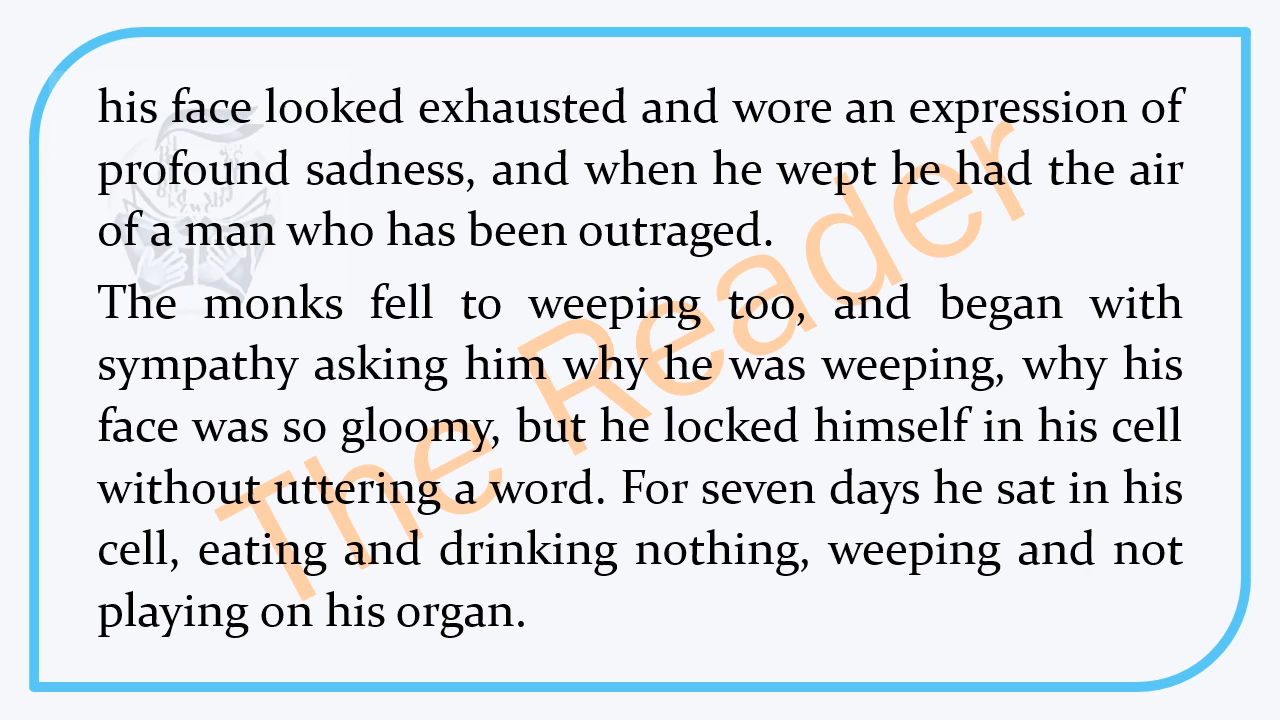 his face looked exhausted and wore an expression of
profound sadness, and when he wept he had the air
of a man who has been outraged.
The monks fell to weeping too, and began with
sympathy asking him why he was weeping, why his
face was so gloomy, but he locked himself in his cell
without uttering a word. For seven days he sat in his
cell, eating and drinking nothing, weeping and not
playing on his organ.
The Reader